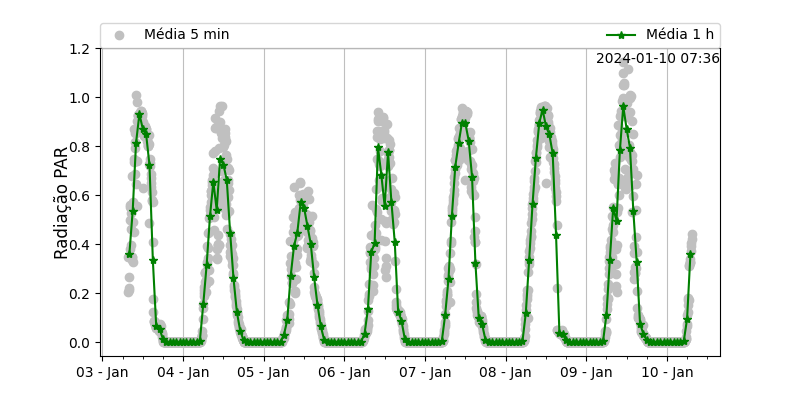 Média 5 min
Média 1 h
2024-01-10 07:36
Radiação PAR
1.2
1.0
0.8
0.6
0.4
0.2
0.0
03 - Jan
04 - Jan
05 - Jan
06 - Jan
07 - Jan
08 - Jan
09 - Jan
10 - Jan